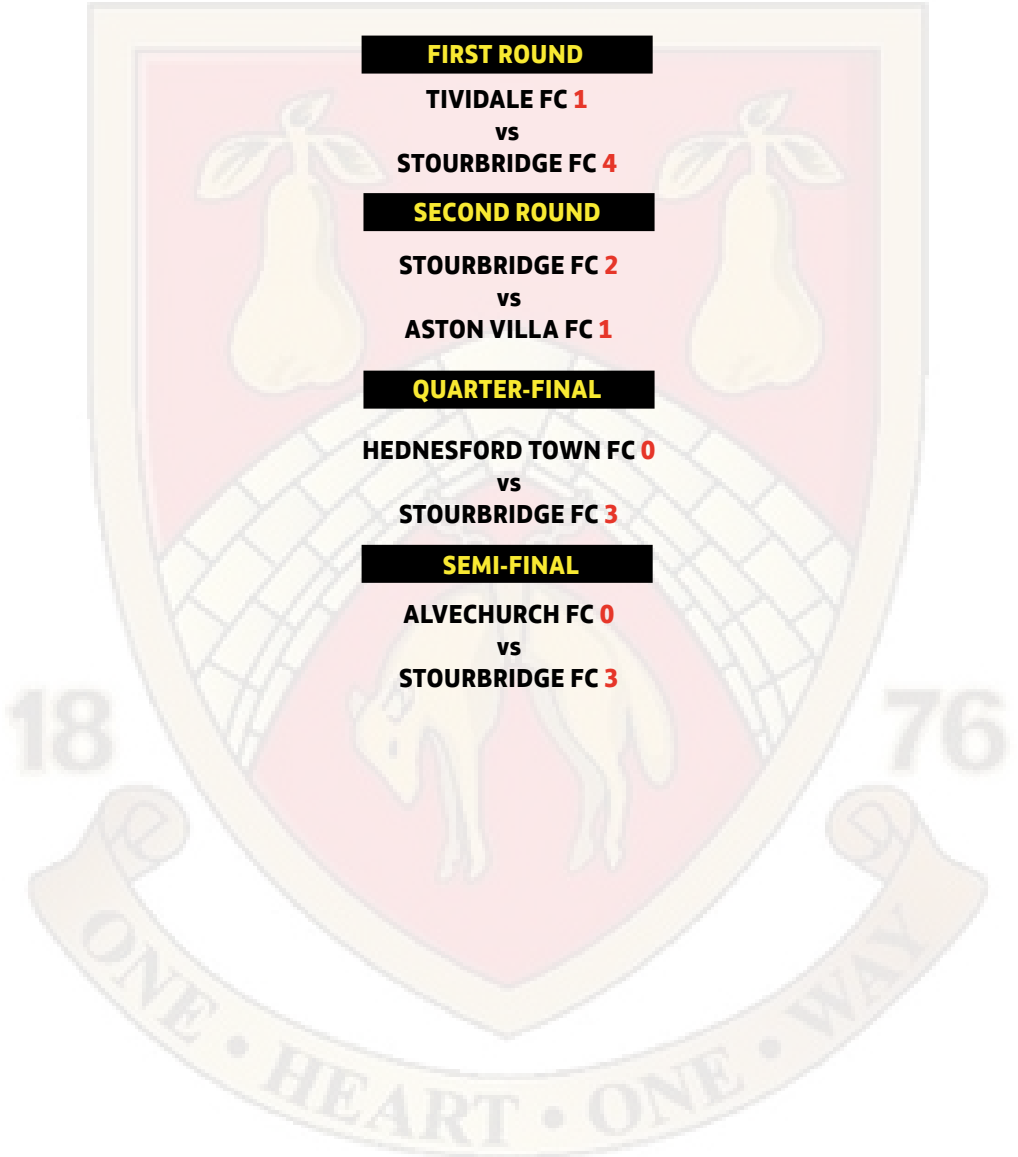 FIRST ROUND
TIVIDALE FC 1
vs
STOURBRIDGE FC 4
SECOND ROUND
STOURBRIDGE FC 2
vs
ASTON VILLA FC 1
QUARTER-FINAL
HEDNESFORD TOWN FC 0
vs
STOURBRIDGE FC 3
SEMI-FINAL
ALVECHURCH FC 0
vs
STOURBRIDGE FC 3
18 76
ONE • HEART • ONE • WAY